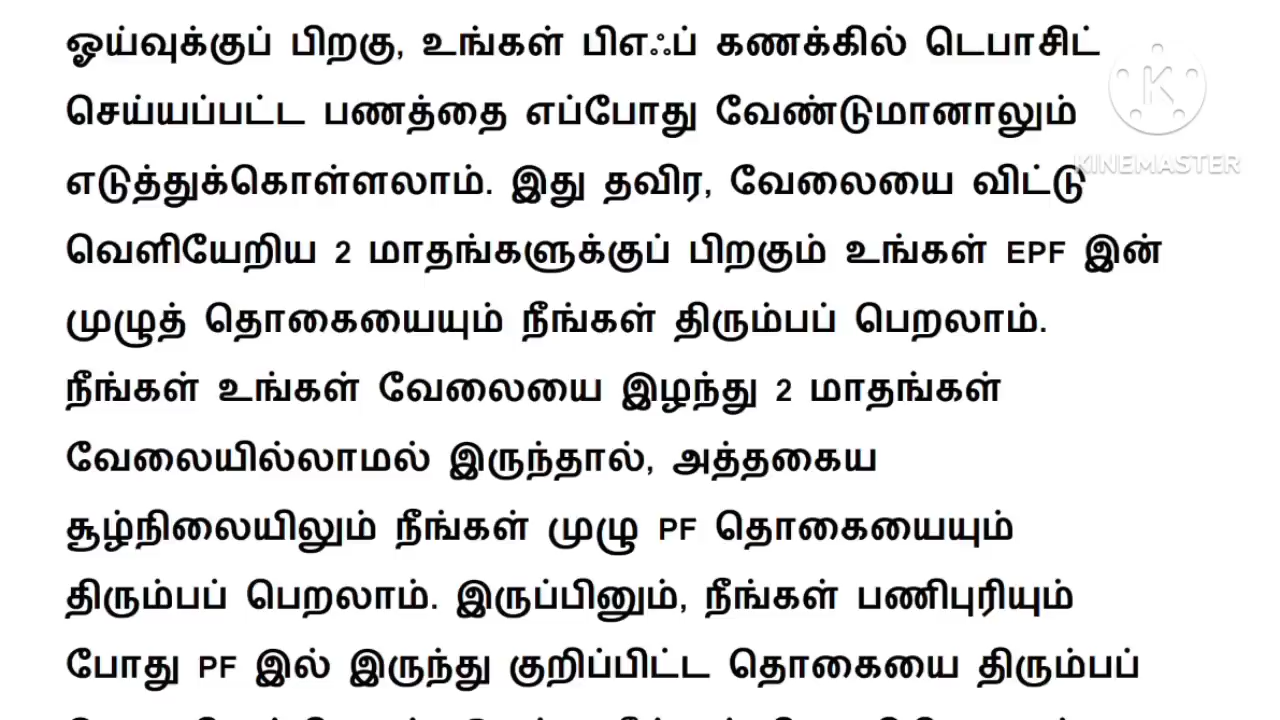 ஓய்வுக்குப் பிறகு, உங்கள் பிஎஃப் கணக்கில் டெபாசிட்
செய்யப்பட்ட பணத்தை எப்போது வேண்டுமானாலும்
எடுத்துக்கொள்ளலாம். இது தவிர, வேலையை விட்டு
வெளியேறிய 2 மாதங்களுக்குப் பிறகும் உங்கள் EPF இன்
முழுத் தொகையையும் நீங்கள் திரும்பப் பெறலாம்.
நீங்கள் உங்கள் வேலையை இழந்து 2 மாதங்கள்
வேலையில்லாமல் இருந்தால், அத்தகைய
சூழ்நிலையிலும் நீங்கள் முழு PF தொகையையும்
திரும்பப் பெறலாம். இருப்பினும், நீங்கள் பணிபுரியும்
போது PF இல் இருந்து குறிப்பிட்ட தொகையை திரும்பப்
K
KINEMASTER